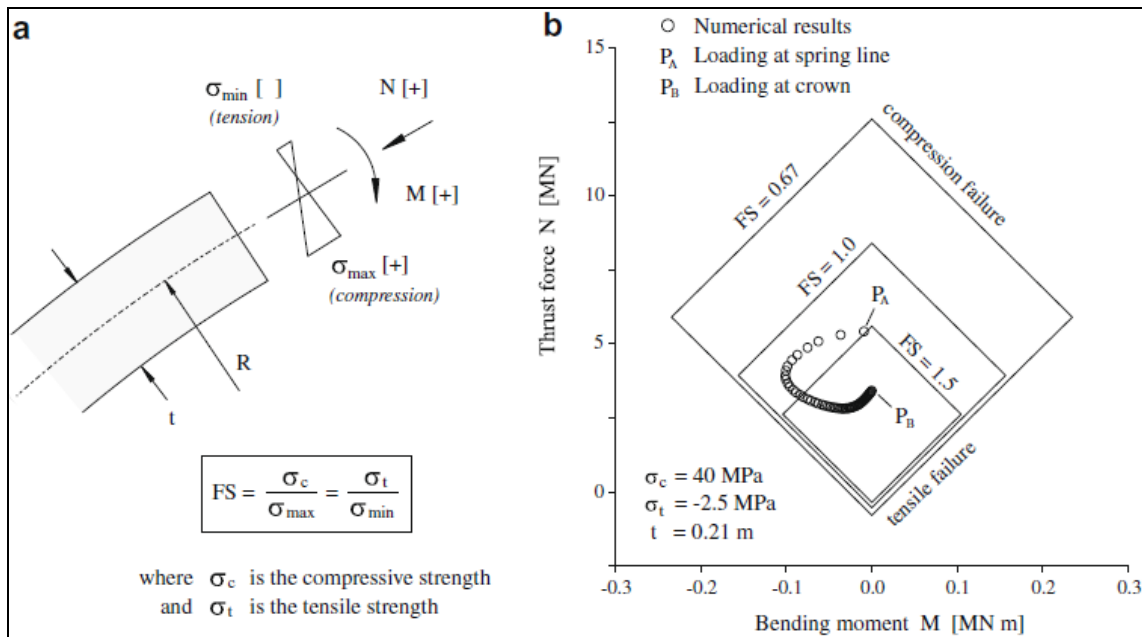 a
σmin [ ]
(tension)
N [+]
M [+]
σmax [+]
(compression)
R
t
FS = σc / σmax = σt / σmin
where σc is the compressive strength
and σt is the tensile strength
b
○ Numerical results
PA Loading at spring line
PB Loading at crown
15
10
5
0
Thrust force N [MN]
compression failure
FS = 0.67
FS = 1.0
PA
FS = 1.5
PB
tensile failure
σc = 40 MPa
σt = -2.5 MPa
t = 0.21 m
-0.3 -0.2 -0.1 0.0 0.1 0.2 0.3
Bending moment M [MN m]